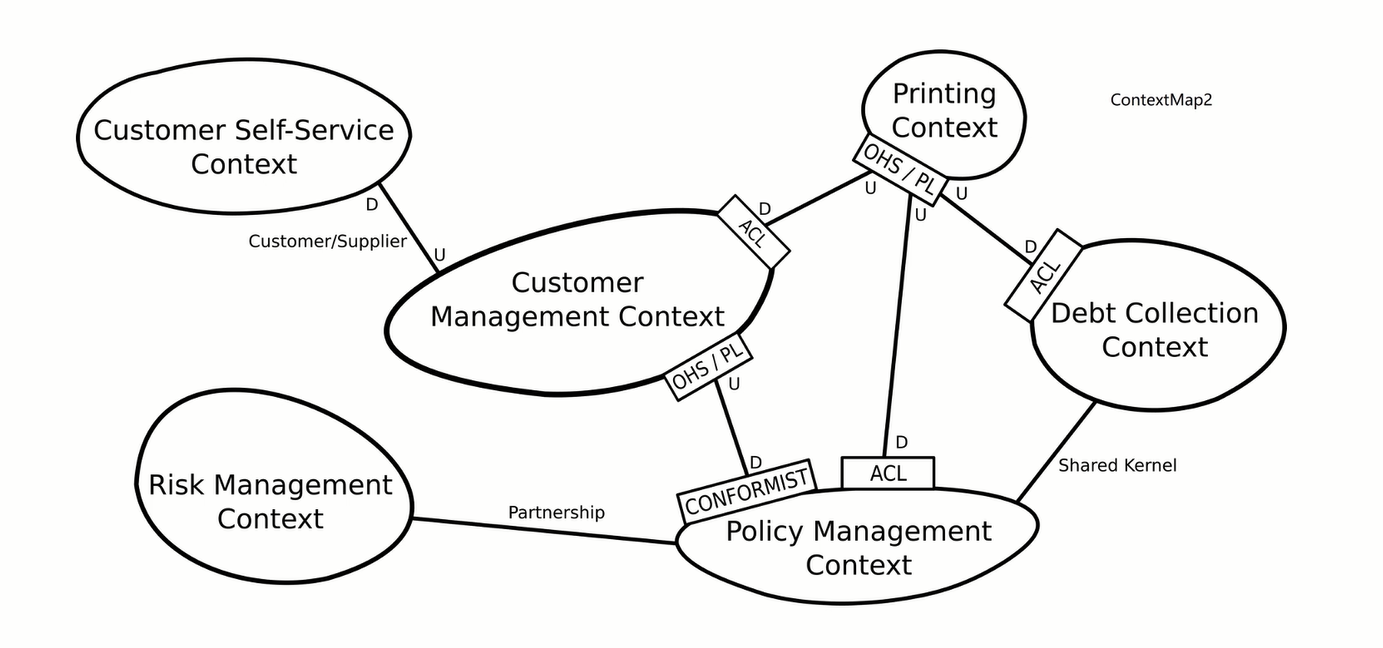 Printing
Context
ContextMap2
Customer Self-Service
Context
OHS / PL
U
U
U
D
D
Customer/Supplier
U
D
ACL
D
ACL
Customer
Management Context
Debt Collection
Context
OHS / PL
U
D
D
CONFORMIST
ACL
Shared Kernel
Risk Management
Context
Partnership
Policy Management
Context